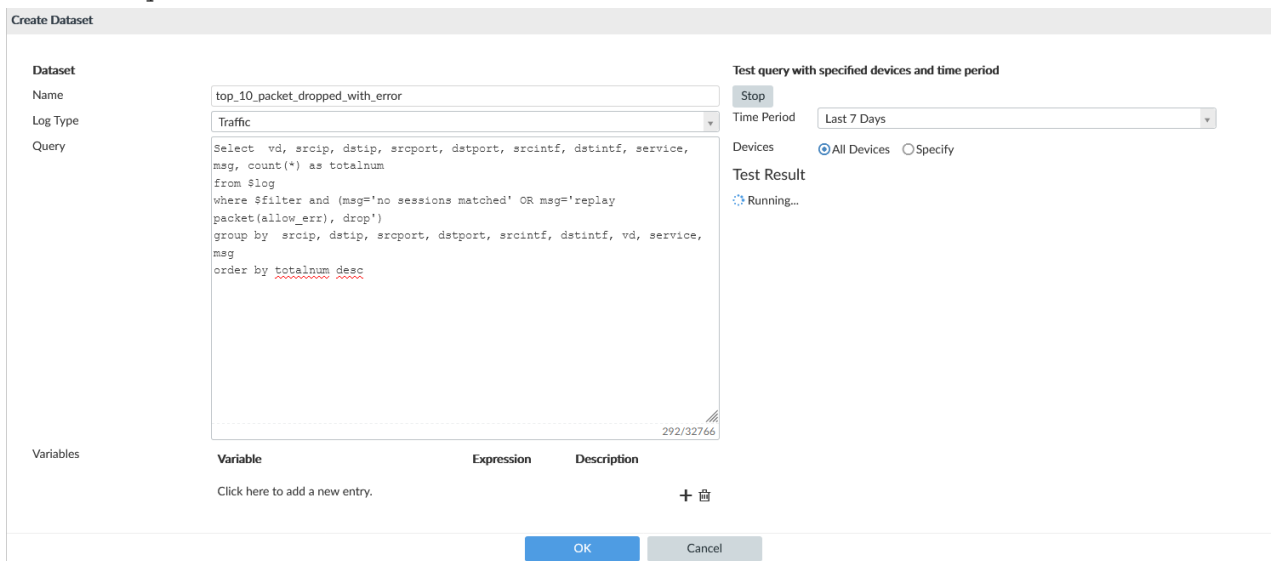 Create Dataset
Dataset
Name
top_10_packet_dropped_with_error
Log Type
Traffic
Query
Select  vd, srcip, dstip, srcport, dstport, srcintf, dstintf, service,
msg, count(*) as totalnum
from $log
where $filter and (msg='no sessions matched' OR msg='replay
packet(allow_err), drop')
group by  srcip, dstip, srcport, dstport, srcintf, dstintf, vd, service,
msg
order by totalnum desc
292/32766
Variables
Variable Expression Description
Click here to add a new entry.
Test query with specified devices and time period
Stop
Time Period Last 7 Days
Devices All Devices Specify
Test Result
Running...
OK Cancel